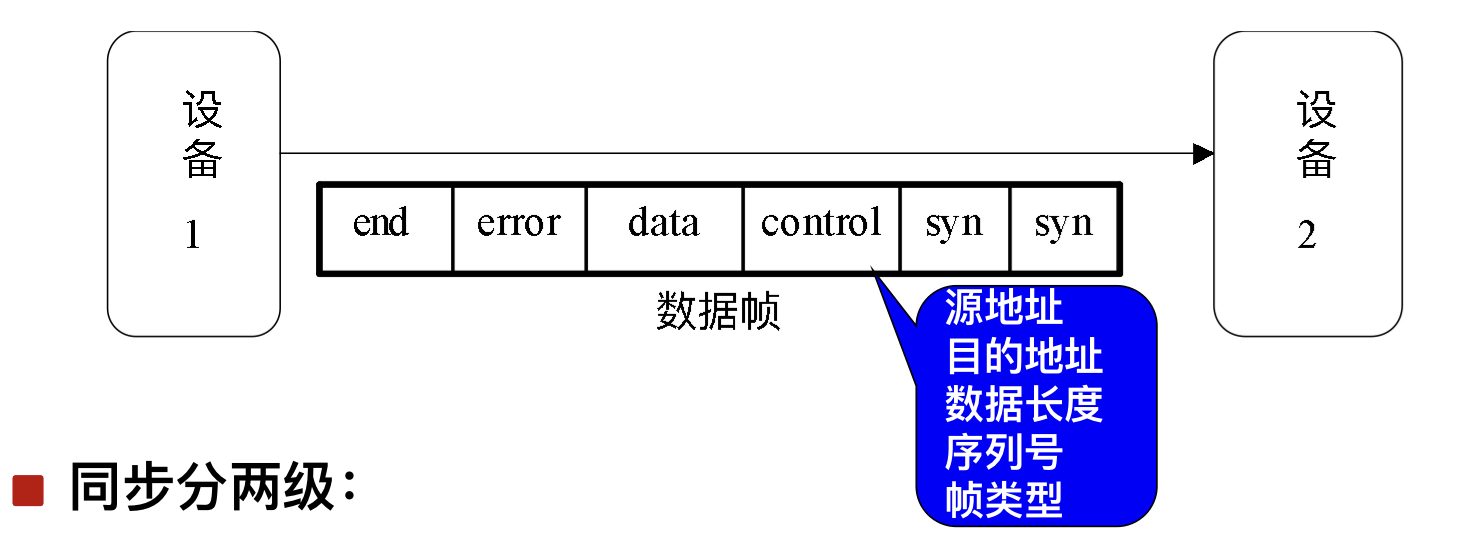 设备 1
设备 2
end error data control syn syn
数据帧
源地址
目的地址
数据长度
序列号
帧类型
同步分两级：